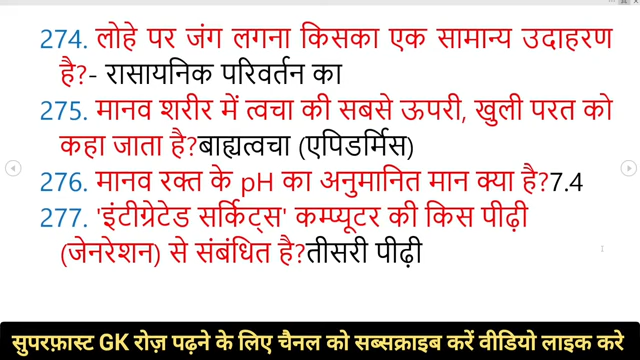 274. लोहे पर जंग लगना किसका एक सामान्य उदाहरण
है?- रासायनिक परिवर्तन का
275. मानव शरीर में त्वचा की सबसे ऊपरी, खुली परत को
कहा जाता है?बाह्यत्वचा (एपिडर्मिस)
276. मानव रक्त के pH का अनुमानित मान क्या है?7.4
277. 'इंटीग्रेटेड सर्किट्स' कम्प्यूटर की किस पीढ़ी
(जेनरेशन) से संबंधित है?तीसरी पीढ़ी
सुपरफ़ास्ट GK रोज़ पढ़ने के लिए चैनल को सब्सक्राइब करें वीडियो लाइक करे